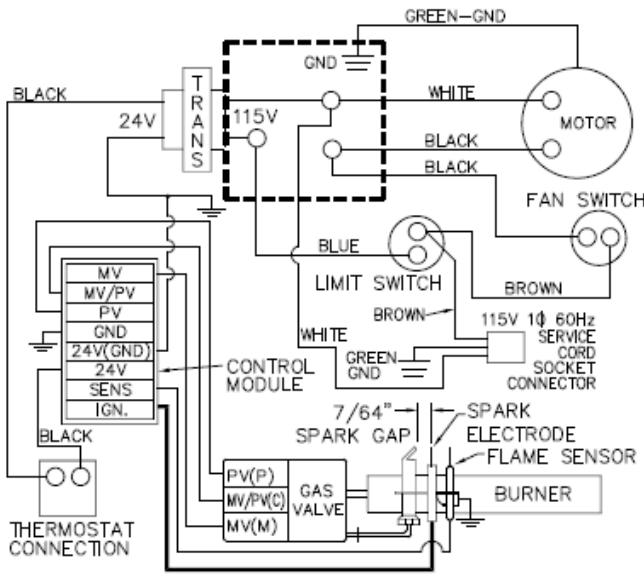 GREEN-GND
GND
TRANS
BLACK
24V
115V
WHITE
MOTOR
BLACK
BLACK
FAN SWITCH
BLUE
LIMIT SWITCH
BROWN
BROWN
MV
MV/PV
PV
GND
24V(GND)
24V
SENS
IGN.
CONTROL
MODULE
WHITE
GREEN
GND
115V 1ϕ 60Hz
SERVICE
CORD
SOCKET
CONNECTOR
7/64"
SPARK GAP
SPARK
ELECTRODE
FLAME SENSOR
BLACK
THERMOSTAT
CONNECTION
PV(P)
MV/PV(C)
MV(M)
GAS
VALVE
BURNER